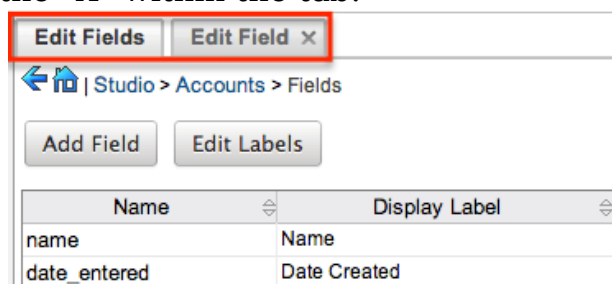 Edit Fields Edit Field ×
| Studio > Accounts > Fields
Add Field Edit Labels
Name Display Label
name Name
date_entered Date Created